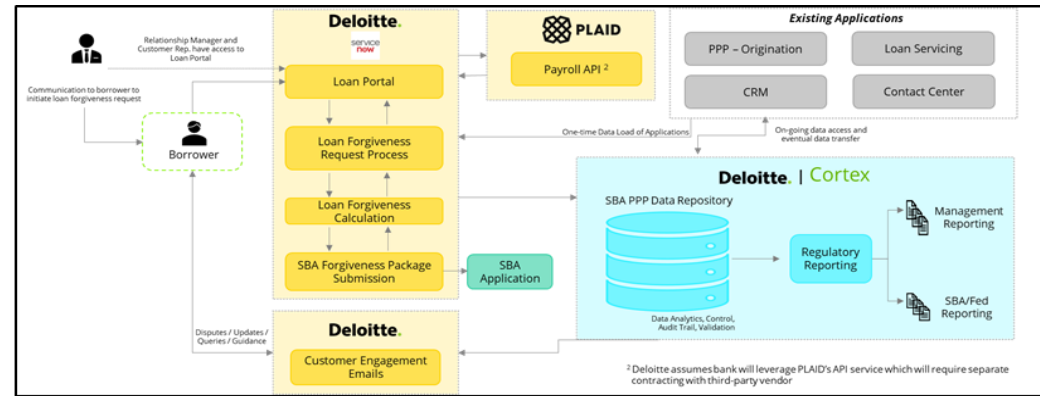 Deloitte.
service
now
Relationship Manager and
Customer Rep. have access to
Loan Portal
Communication to borrower to
initiate loan forgiveness request
Borrower
Loan Portal
Loan Forgiveness
Request Process
Loan Forgiveness
Calculation
SBA Forgiveness Package
Submission
SBA
Application
PLAID
Payroll API 2
Existing Applications
PPP – Origination
Loan Servicing
CRM
Contact Center
One-time Data Load of Applications
On-going data access and
eventual data transfer
Deloitte. | Cortex
SBA PPP Data Repository
Data Analytics, Control,
Audit Trail, Validation
Regulatory
Reporting
Management
Reporting
SBA/Fed
Reporting
Disputes / Updates /
Queries / Guidance
Deloitte.
Customer Engagement
Emails
2 Deloitte assumes bank will leverage PLAID's API service which will require separate
contracting with third-party vendor